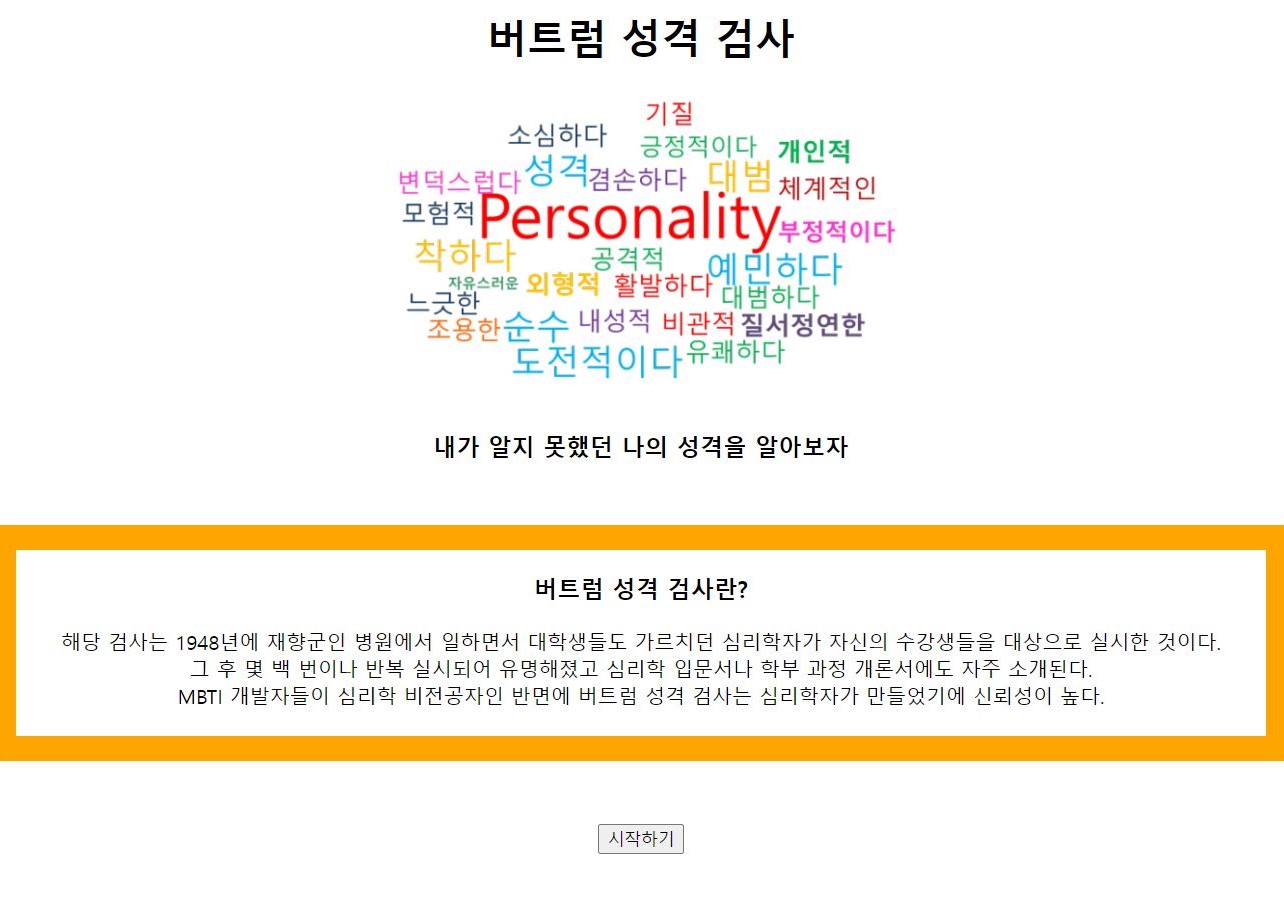 버트럼 성격 검사
기질
소심하다
긍정적이다
개인적
성격
겸손하다
대범
변덕스럽다
체계적인
모험적
Personality
부정적이다
착하다
공격적
예민하다
자유스러운
외형적
활발하다
대범하다
느긋한
조용한
순수
내성적
비관적
질서정연한
도전적이다
유쾌하다
내가 알지 못했던 나의 성격을 알아보자
버트럼 성격 검사란?
해당 검사는 1948년에 재향군인 병원에서 일하면서 대학생들도 가르치던 심리학자가 자신의 수강생들을 대상으로 실시한 것이다.
그 후 몇 백 번이나 반복 실시되어 유명해졌고 심리학 입문서나 학부 과정 개론서에도 자주 소개된다.
MBTI 개발자들이 심리학 비전공자인 반면에 버트럼 성격 검사는 심리학자가 만들었기에 신뢰성이 높다.
시작하기